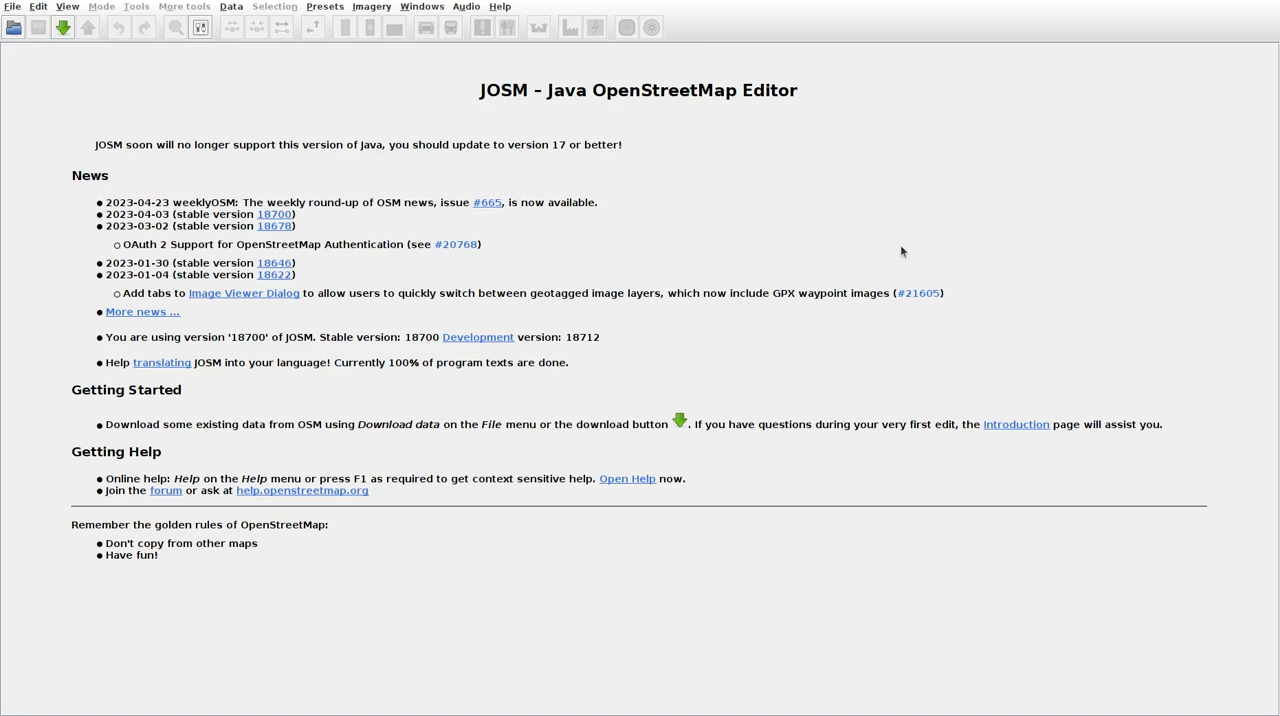 File Edit View Mode Tools More tools Data Selection Presets Imagery Windows Audio Help
JOSM – Java OpenStreetMap Editor
JOSM soon will no longer support this version of Java, you should update to version 17 or better!
News
2023-04-23 weeklyOSM: The weekly round-up of OSM news, issue #665, is now available.
2023-04-03 (stable version 18700)
2023-03-02 (stable version 18678)
OAuth 2 Support for OpenStreetMap Authentication (see #20768)
2023-01-30 (stable version 18646)
2023-01-04 (stable version 18622)
Add tabs to Image Viewer Dialog to allow users to quickly switch between geotagged image layers, which now include GPX waypoint images (#21605)
More news ...
You are using version '18700' of JOSM. Stable version: 18700 Development version: 18712
Help translating JOSM into your language! Currently 100% of program texts are done.
Getting Started
Download some existing data from OSM using Download data on the File menu or the download button . If you have questions during your very first edit, the Introduction page will assist you.
Getting Help
Online help: Help on the Help menu or press F1 as required to get context sensitive help. Open Help now.
Join the forum or ask at help.openstreetmap.org
Remember the golden rules of OpenStreetMap:
Don't copy from other maps
Have fun!